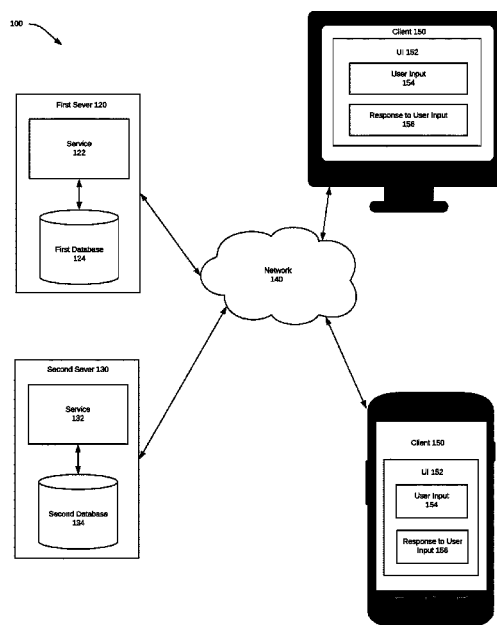 100
First Sever 120
Service
122
First Database
124
Second Sever 130
Service
132
Second Database
134
Network
140
Client 150
UI 152
User Input
154
Response to User Input
156
Client 150
UI 152
User Input
154
Response to User
Input 156